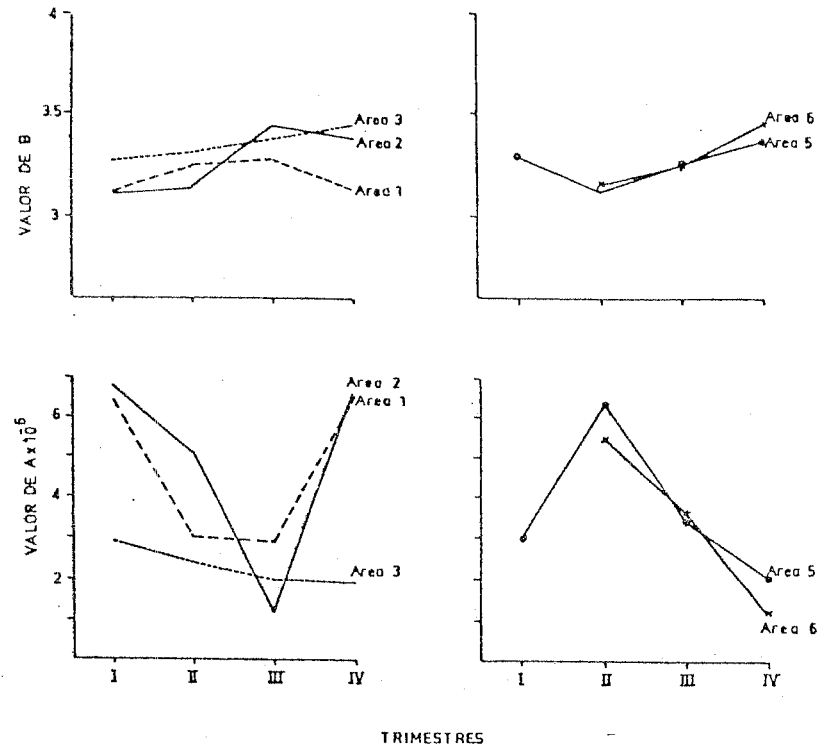 4
3.5
3
VALOR DE B
Area 3
Area 2
Area 1
Area 6
Area 5
6
4
2
VALOR DE A x 10⁻⁶
Area 2
Area 1
Area 3
Area 5
Area 6
I II III IV
I II III IV
TRIMESTRES